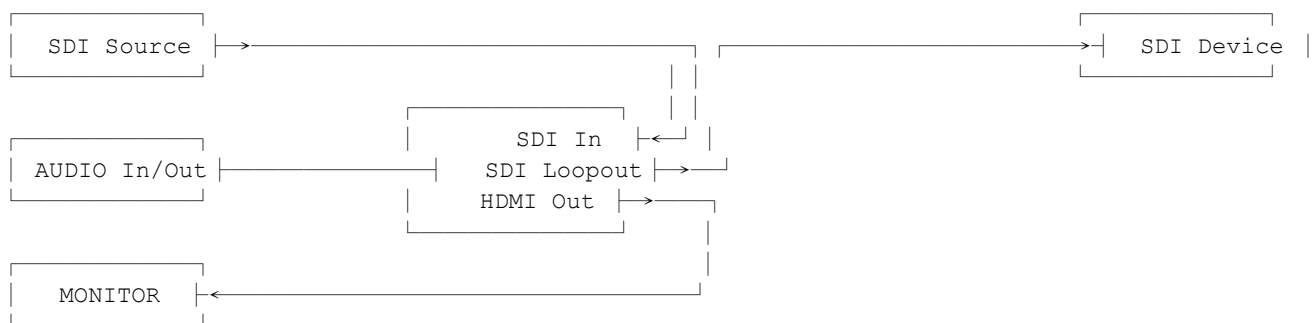 SDI Source
SDI Device
SDI In
AUDIO In/Out
SDI Loopout
HDMI Out
MONITOR